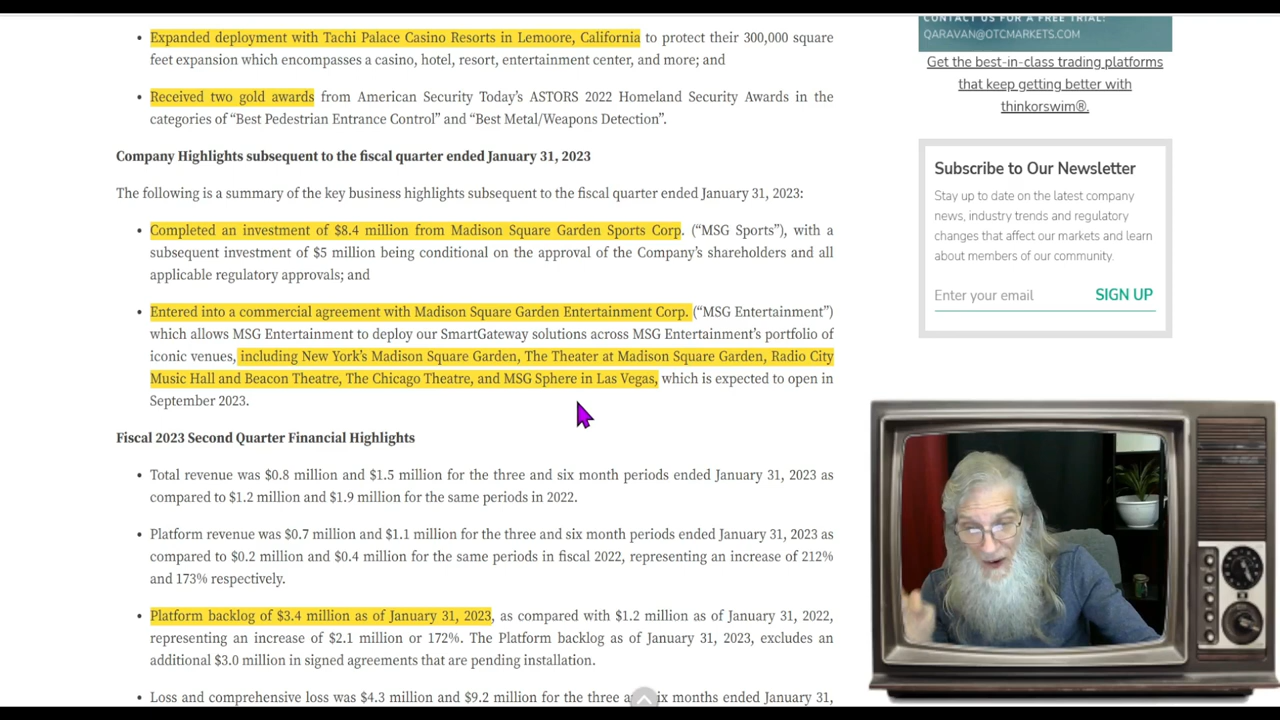 Expanded deployment with Tachi Palace Casino Resorts in Lemoore, California to protect their 300,000 square
feet expansion which encompasses a casino, hotel, resort, entertainment center, and more; and
Received two gold awards from American Security Today's ASTORS 2022 Homeland Security Awards in the
categories of “Best Pedestrian Entrance Control” and “Best Metal/Weapons Detection”.
Company Highlights subsequent to the fiscal quarter ended January 31, 2023
The following is a summary of the key business highlights subsequent to the fiscal quarter ended January 31, 2023:
Completed an investment of $8.4 million from Madison Square Garden Sports Corp. (“MSG Sports”), with a
subsequent investment of $5 million being conditional on the approval of the Company's shareholders and all
applicable regulatory approvals; and
Entered into a commercial agreement with Madison Square Garden Entertainment Corp. (“MSG Entertainment”)
which allows MSG Entertainment to deploy our SmartGateway solutions across MSG Entertainment's portfolio of
iconic venues, including New York's Madison Square Garden, The Theater at Madison Square Garden, Radio City
Music Hall and Beacon Theatre, The Chicago Theatre, and MSG Sphere in Las Vegas, which is expected to open in
September 2023.
Fiscal 2023 Second Quarter Financial Highlights
Total revenue was $0.8 million and $1.5 million for the three and six month periods ended January 31, 2023 as
compared to $1.2 million and $1.9 million for the same periods in 2022.
Platform revenue was $0.7 million and $1.1 million for the three and six month periods ended January 31, 2023 as
compared to $0.2 million and $0.4 million for the same periods in fiscal 2022, representing an increase of 212%
and 173% respectively.
Platform backlog of $3.4 million as of January 31, 2023, as compared with $1.2 million as of January 31, 2022,
representing an increase of $2.1 million or 172%. The Platform backlog as of January 31, 2023, excludes an
additional $3.0 million in signed agreements that are pending installation.
Loss and comprehensive loss was $4.3 million and $9.2 million for the three six months ended January 31,
CONTACT US FOR A FREE TRIAL!
QARAVAN@OTCMARKETS.COM
Get the best-in-class trading platforms
that keep getting better with
thinkorswim®.
Subscribe to Our Newsletter
Stay up to date on the latest company
news, industry trends and regulatory
changes that affect our markets and learn
about members of our community.
Enter your email SIGN UP